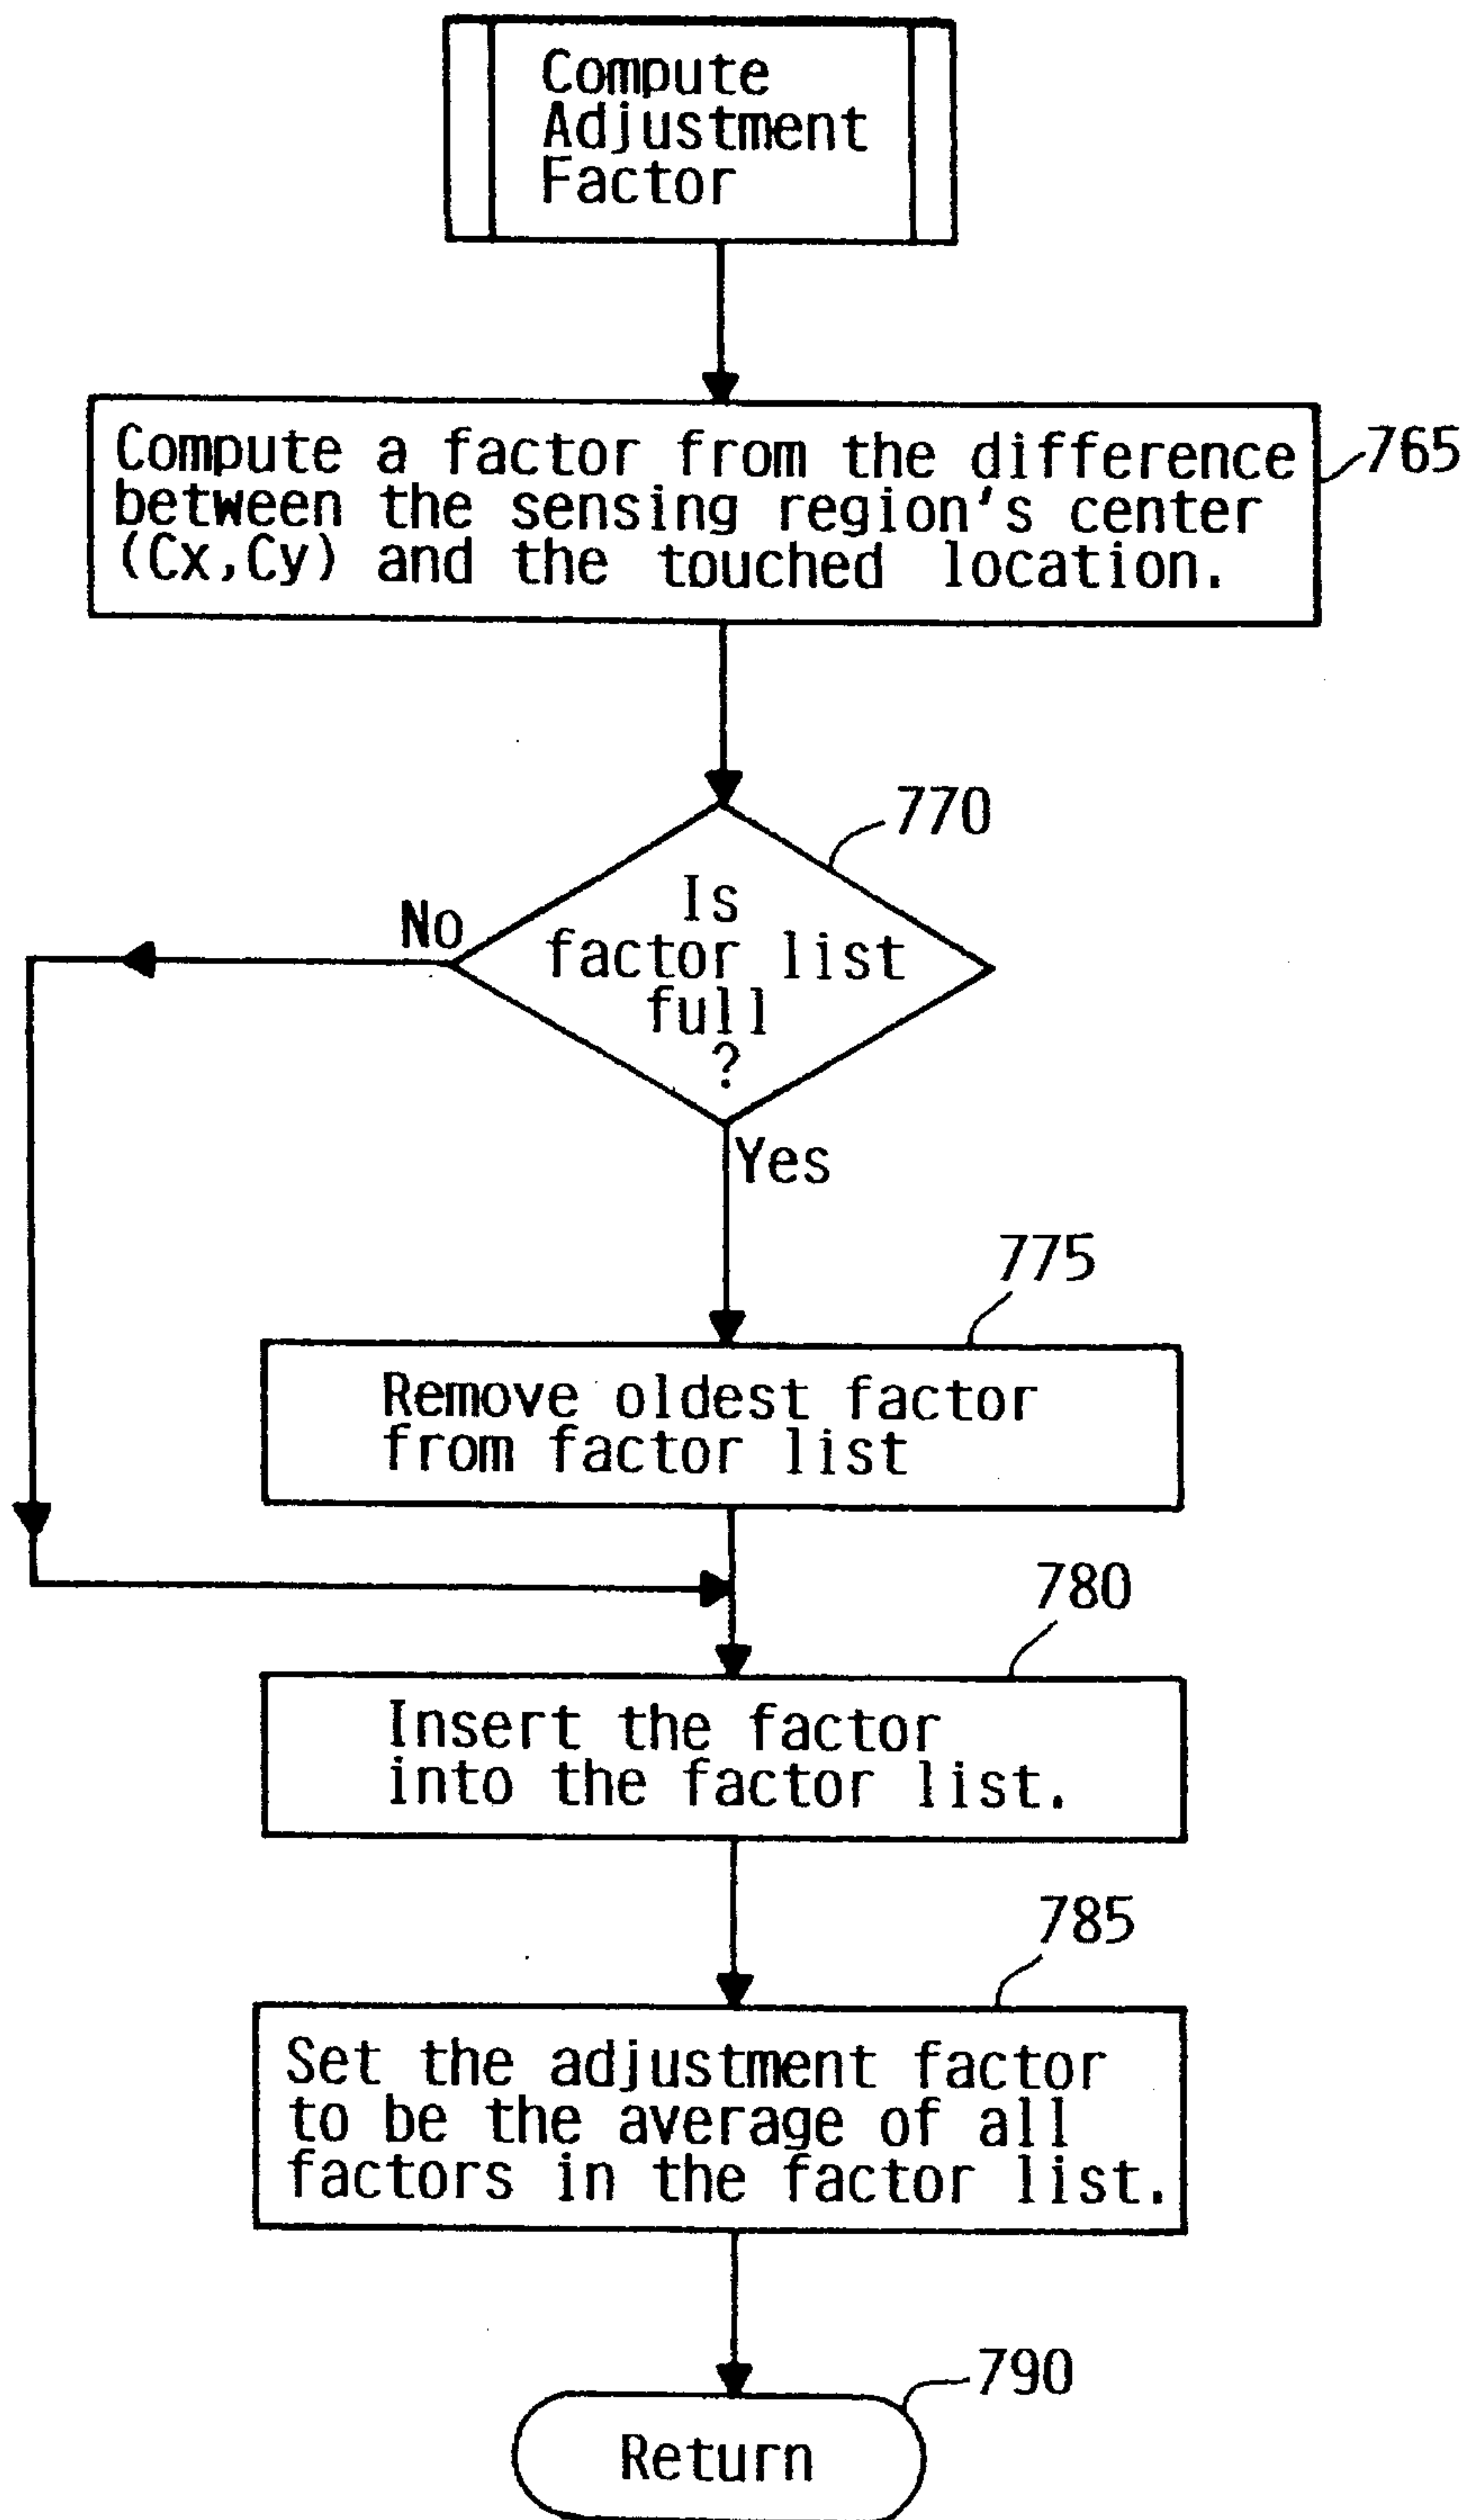 Compute
Adjustment
Factor
Compute a factor from the difference
between the sensing region's center
(Cx,Cy) and the touched location.
765
770
Is
factor list
full
?
No
Yes
775
Remove oldest factor
from factor list
780
Insert the factor
into the factor list.
785
Set the adjustment factor
to be the average of all
factors in the factor list.
790
Return